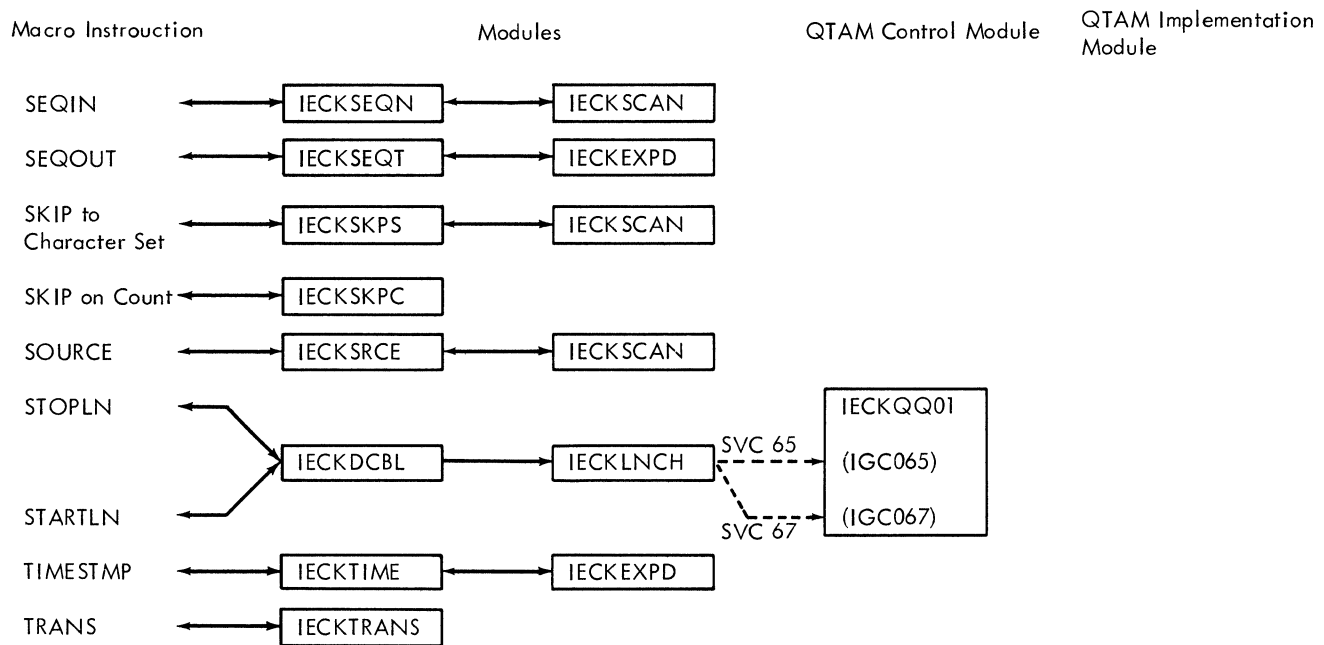 Macro Instrouction
Modules
QTAM Control Module
QTAM Implementation
Module
SEQIN
IECKSEQN
IECKSCAN
SEQOUT
IECKSEQT
IECKEXPD
SKIP to
Character Set
IECKSKPS
IECKSCAN
SKIP on Count
IECKSKPC
SOURCE
IECKSRCE
IECKSCAN
STOPLN
IECKQQ01
IECKDCBL
IECKLNCH
SVC 65
(IGC065)
STARTLN
SVC 67
(IGC067)
TIMESTMP
IECKTIME
IECKEXPD
TRANS
IECKTRANS